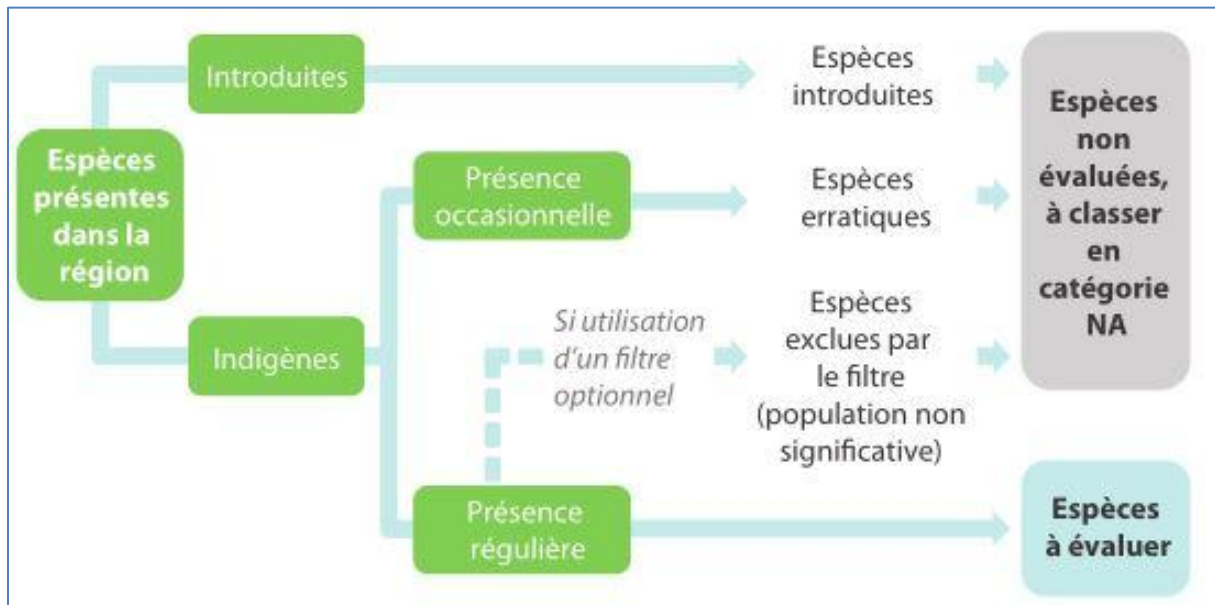 Introduites
Espèces
introduites
Espèces
présentes
dans la
région
Présence
occasionnelle
Espèces
erratiques
Espèces
non
évaluées,
à classer
en
catégorie
NA
Indigènes
Si utilisation
d'un filtre
optionnel
Espèces
exclues par
le filtre
(population non
significative)
Présence
régulière
Espèces
à évaluer